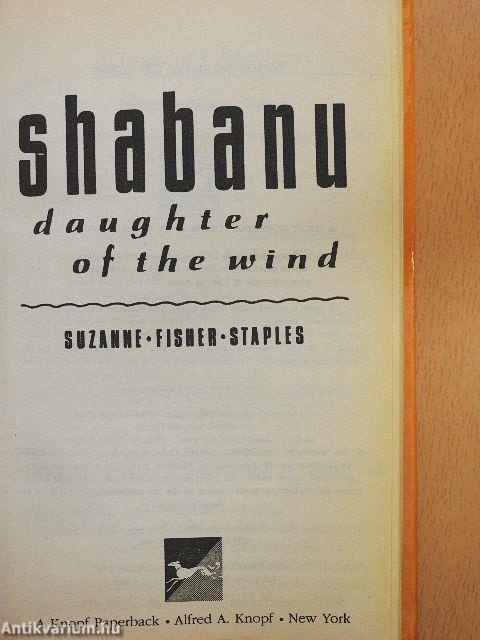 shabanu
daughter
of the wind
SUZANNE • FISHER • STAPLES
A Knopf Paperback • Alfred A. Knopf • New York
Antikvarium.hu